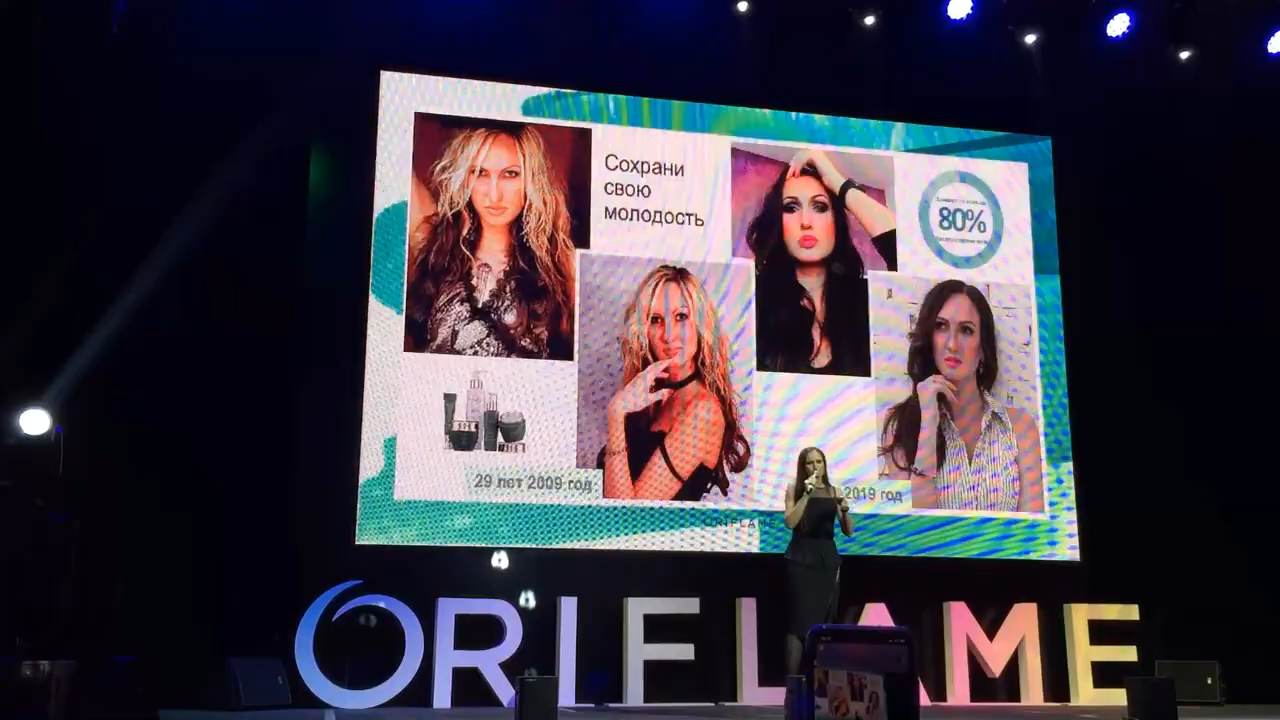 Сохрани
свою
молодость
80%
29 лет 2009 год
2019 год
ORIFLAME
ORIFLAME